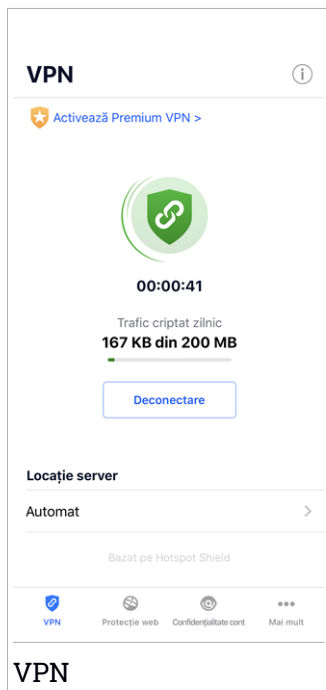 VPN
Activează Premium VPN >
00:00:41
Trafic criptat zilnic
167 KB din 200 MB
Deconectare
Locație server
Automat
Bazat pe Hotspot Shield
VPN Protecție web Confidențialitate cont Mai mult
VPN